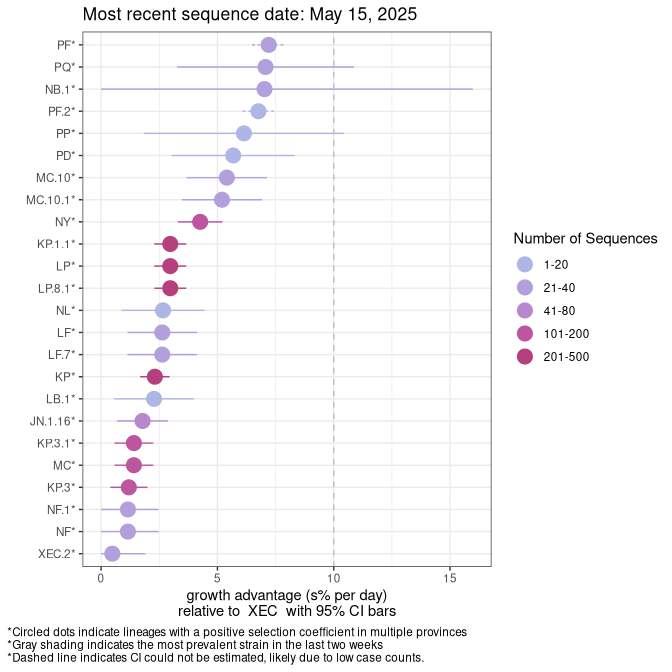 Most recent sequence date: May 15, 2025
PF*
PQ*
NB.1*
PF.2*
PP*
PD*
MC.10*
MC.10.1*
NY*
KP.1.1*
LP*
LP.8.1*
NL*
LF*
LF.7*
KP*
LB.1*
JN.1.16*
KP.3.1*
MC*
KP.3*
NF.1*
NF*
XEC.2*
0 5 10 15
growth advantage (s% per day)
relative to XEC with 95% CI bars
Number of Sequences
1-20
21-40
41-80
101-200
201-500
*Circled dots indicate lineages with a positive selection coefficient in multiple provinces
*Gray shading indicates the most prevalent strain in the last two weeks
*Dashed line indicates CI could not be estimated, likely due to low case counts.